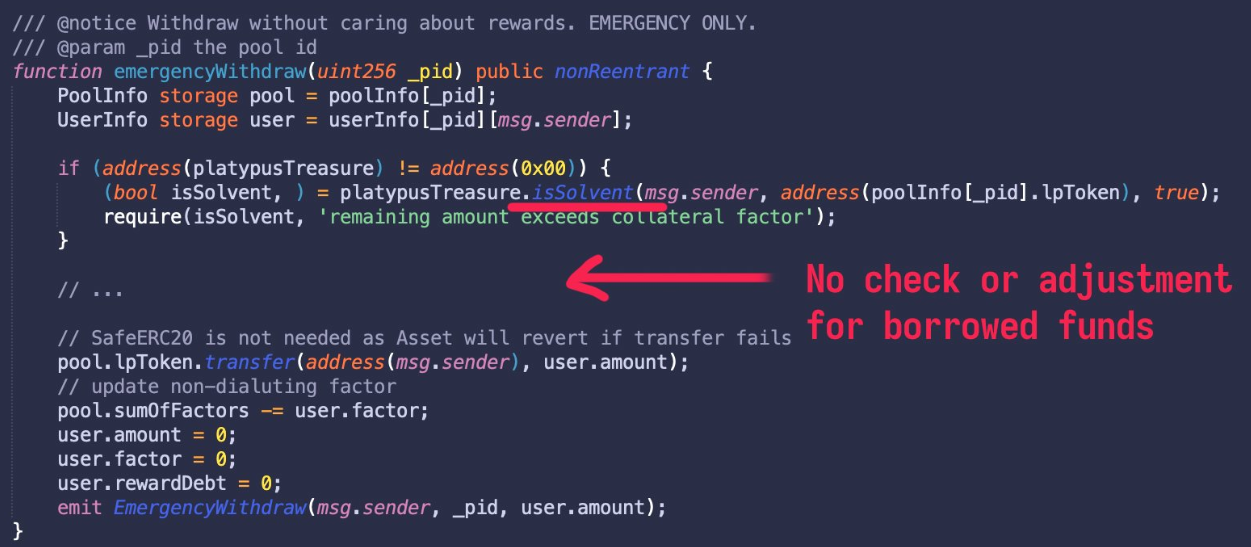 /// @notice Withdraw without caring about rewards. EMERGENCY ONLY.
/// @param _pid the pool id
function emergencyWithdraw(uint256 _pid) public nonReentrant {
    PoolInfo storage pool = poolInfo[_pid];
    UserInfo storage user = userInfo[_pid][msg.sender];

    if (address(platypusTreasure) != address(0x00)) {
        (bool isSolvent, ) = platypusTreasure.isSolvent(msg.sender, address(poolInfo[_pid].lpToken), true);
        require(isSolvent, 'remaining amount exceeds collateral factor');
    }

No check or adjustment
for borrowed funds
    // ...

    // SafeERC20 is not needed as Asset will revert if transfer fails
    pool.lpToken.transfer(address(msg.sender), user.amount);
    // update non-dialuting factor
    pool.sumOfFactors -= user.factor;
    user.amount = 0;
    user.factor = 0;
    user.rewardDebt = 0;
    emit EmergencyWithdraw(msg.sender, _pid, user.amount);
}